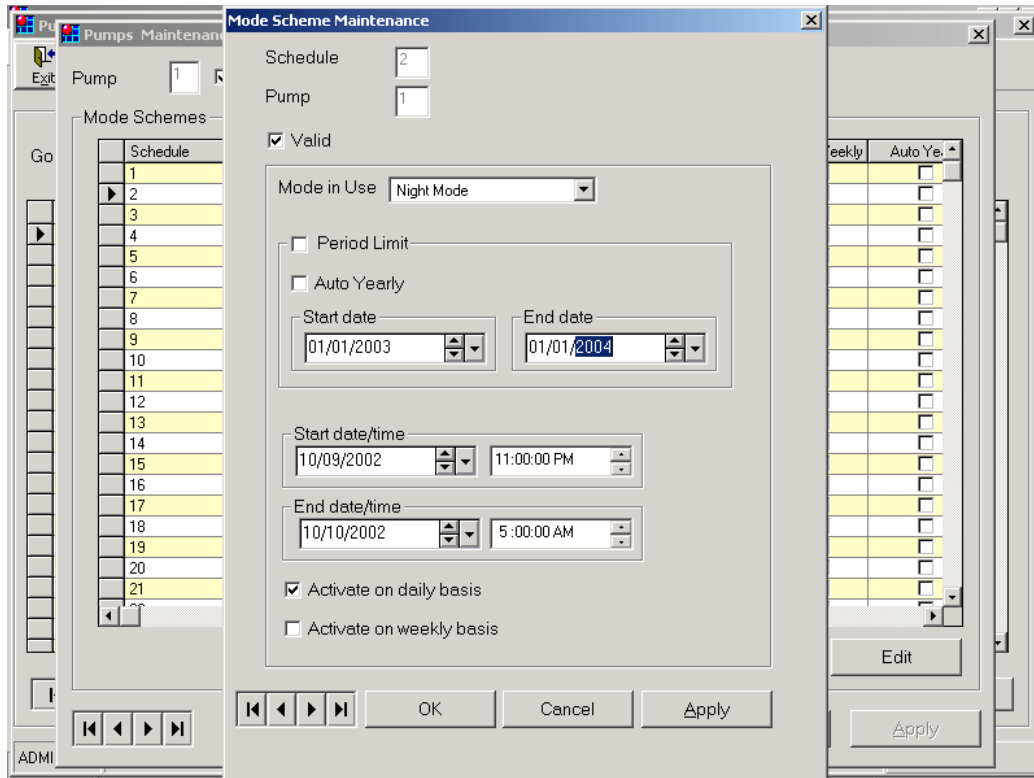 Mode Scheme Maintenance
Pu
Pumps Maintenan
Exit
Pump 1
Mode Schemes
Go
Schedule
1
2
3
4
5
6
7
8
9
10
11
12
13
14
15
16
17
18
19
20
21
Schedule 2
Pump 1
Valid
Mode in Use Night Mode
Period Limit
Auto Yearly
Start date End date
01/01/2003 01/01/2004
Start date/time
10/09/2002 11:00:00 PM
End date/time
10/10/2002 5:00:00 AM
Activate on daily basis
Activate on weekly basis
OK Cancel Apply
eekly Auto Ye
Edit
Apply
ADMI